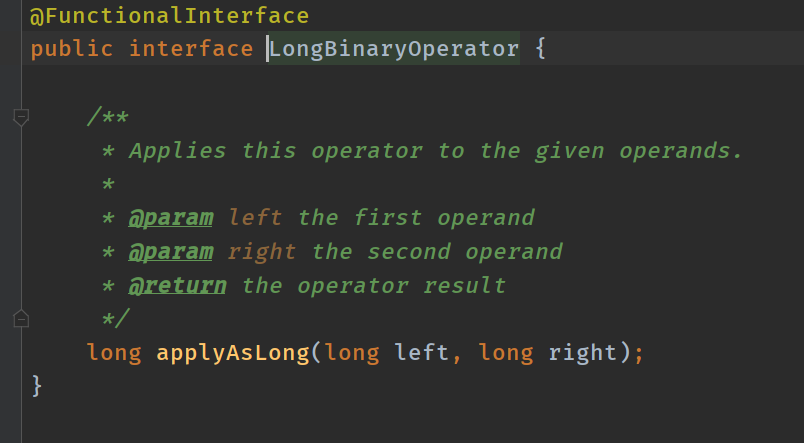 @FunctionalInterface
public interface LongBinaryOperator {
/**
* Applies this operator to the given operands.
*
* @param left the first operand
* @param right the second operand
* @return the operator result
*/
long applyAsLong(long left, long right);
}